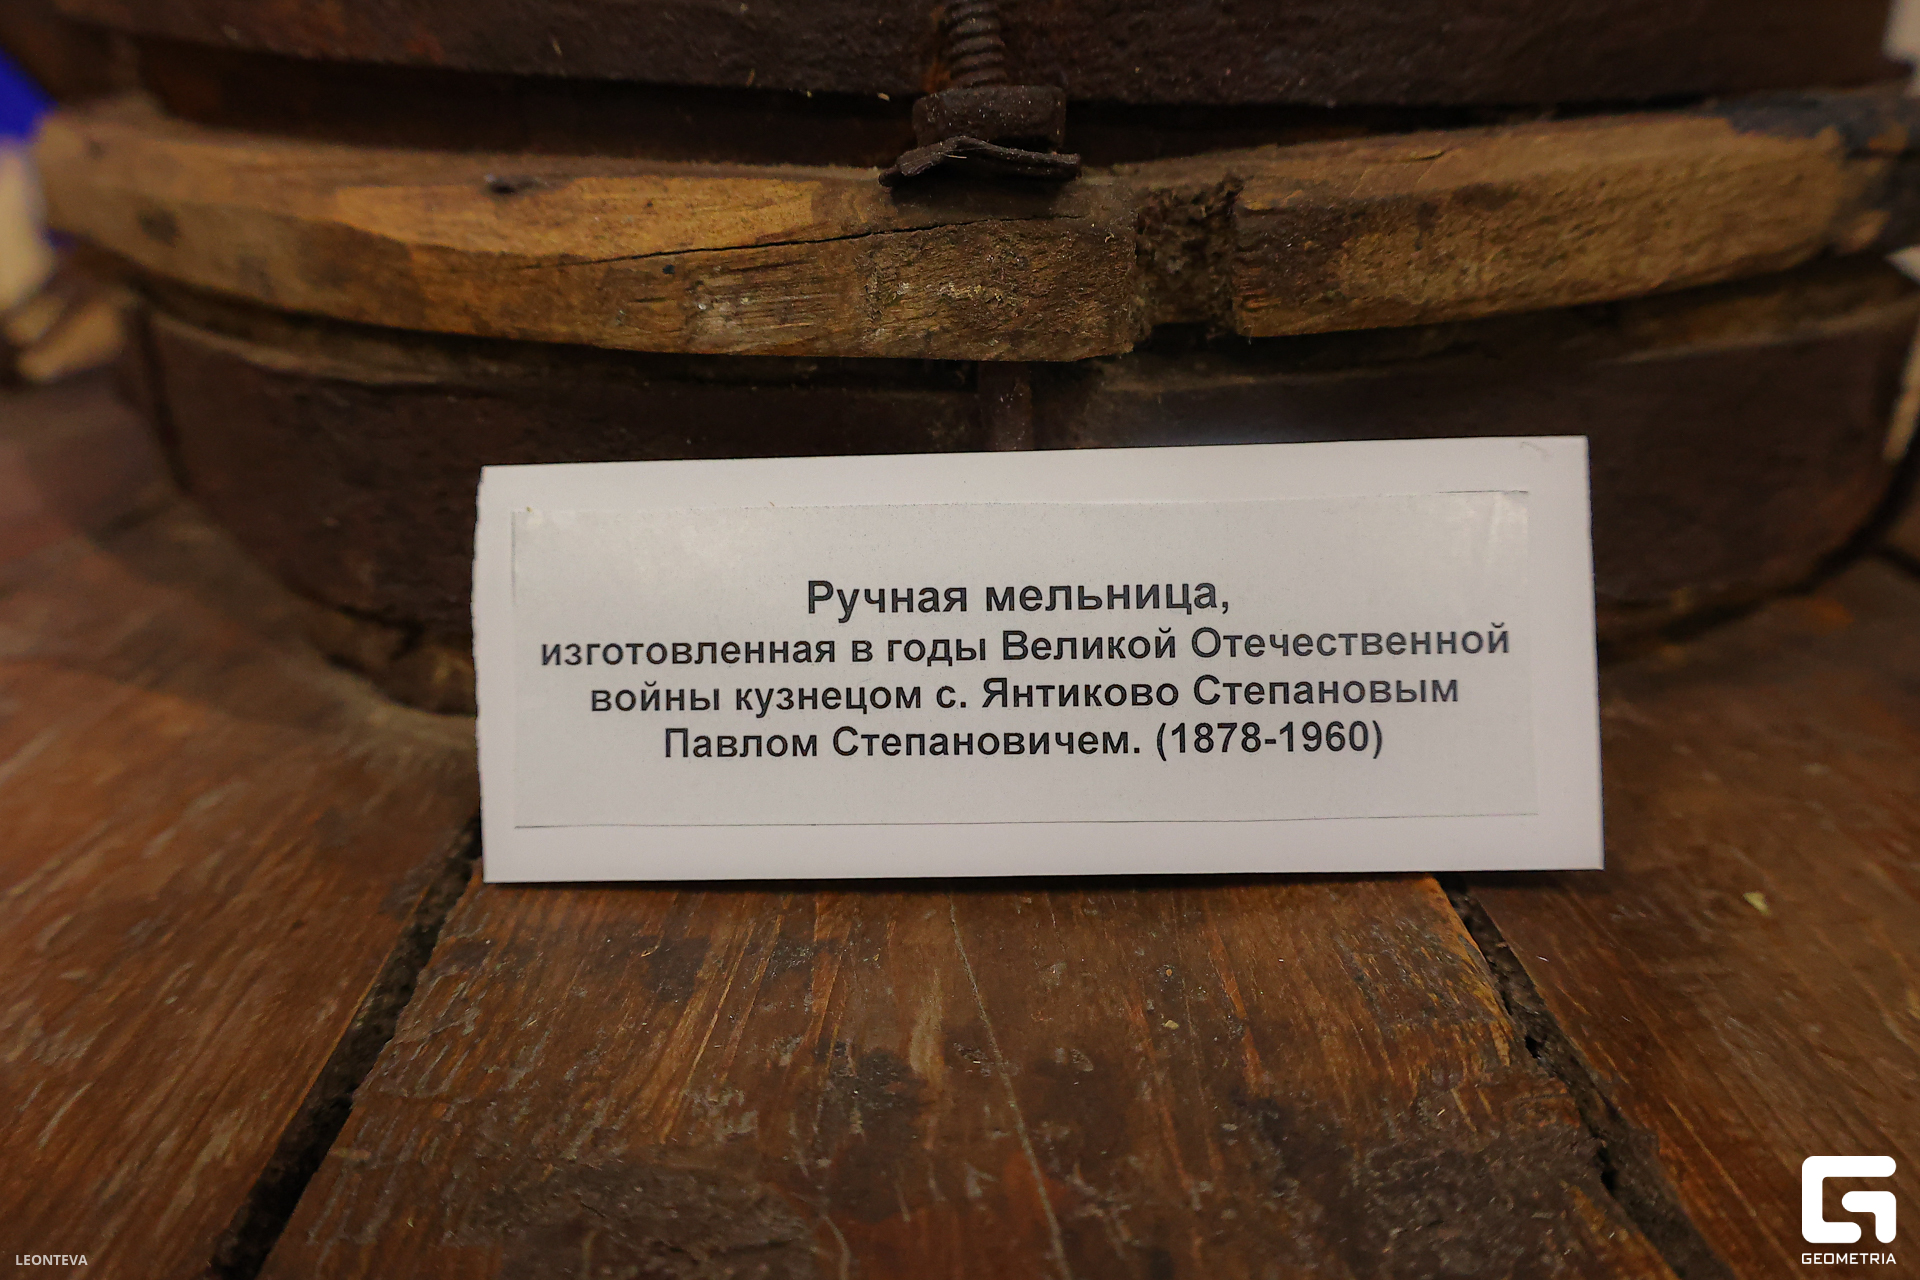 Ручная мельница,
изготовленная в годы Великой Отечественной
войны кузнецом с. Янтиково Степановым
Павлом Степановичем. (1878-1960)
LEONTEVA
GEOMETRIA